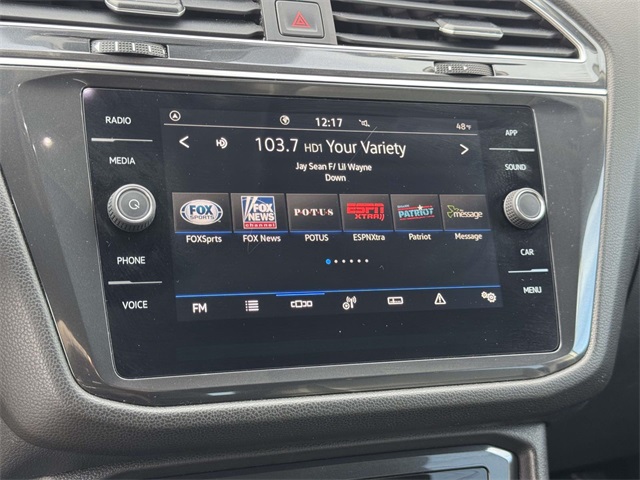 RADIO
MEDIA
PHONE
VOICE
12:17
48°F
103.7 HD1 Your Variety
Jay Sean F/ Lil Wayne
Down
FOX SPORTS
FOX NEWS channel
POTUS
ESPN XTRA
PATRIOT
message
FOXSprts
FOX News
POTUS
ESPNXtra
Patriot
Message
FM
APP
SOUND
CAR
MENU